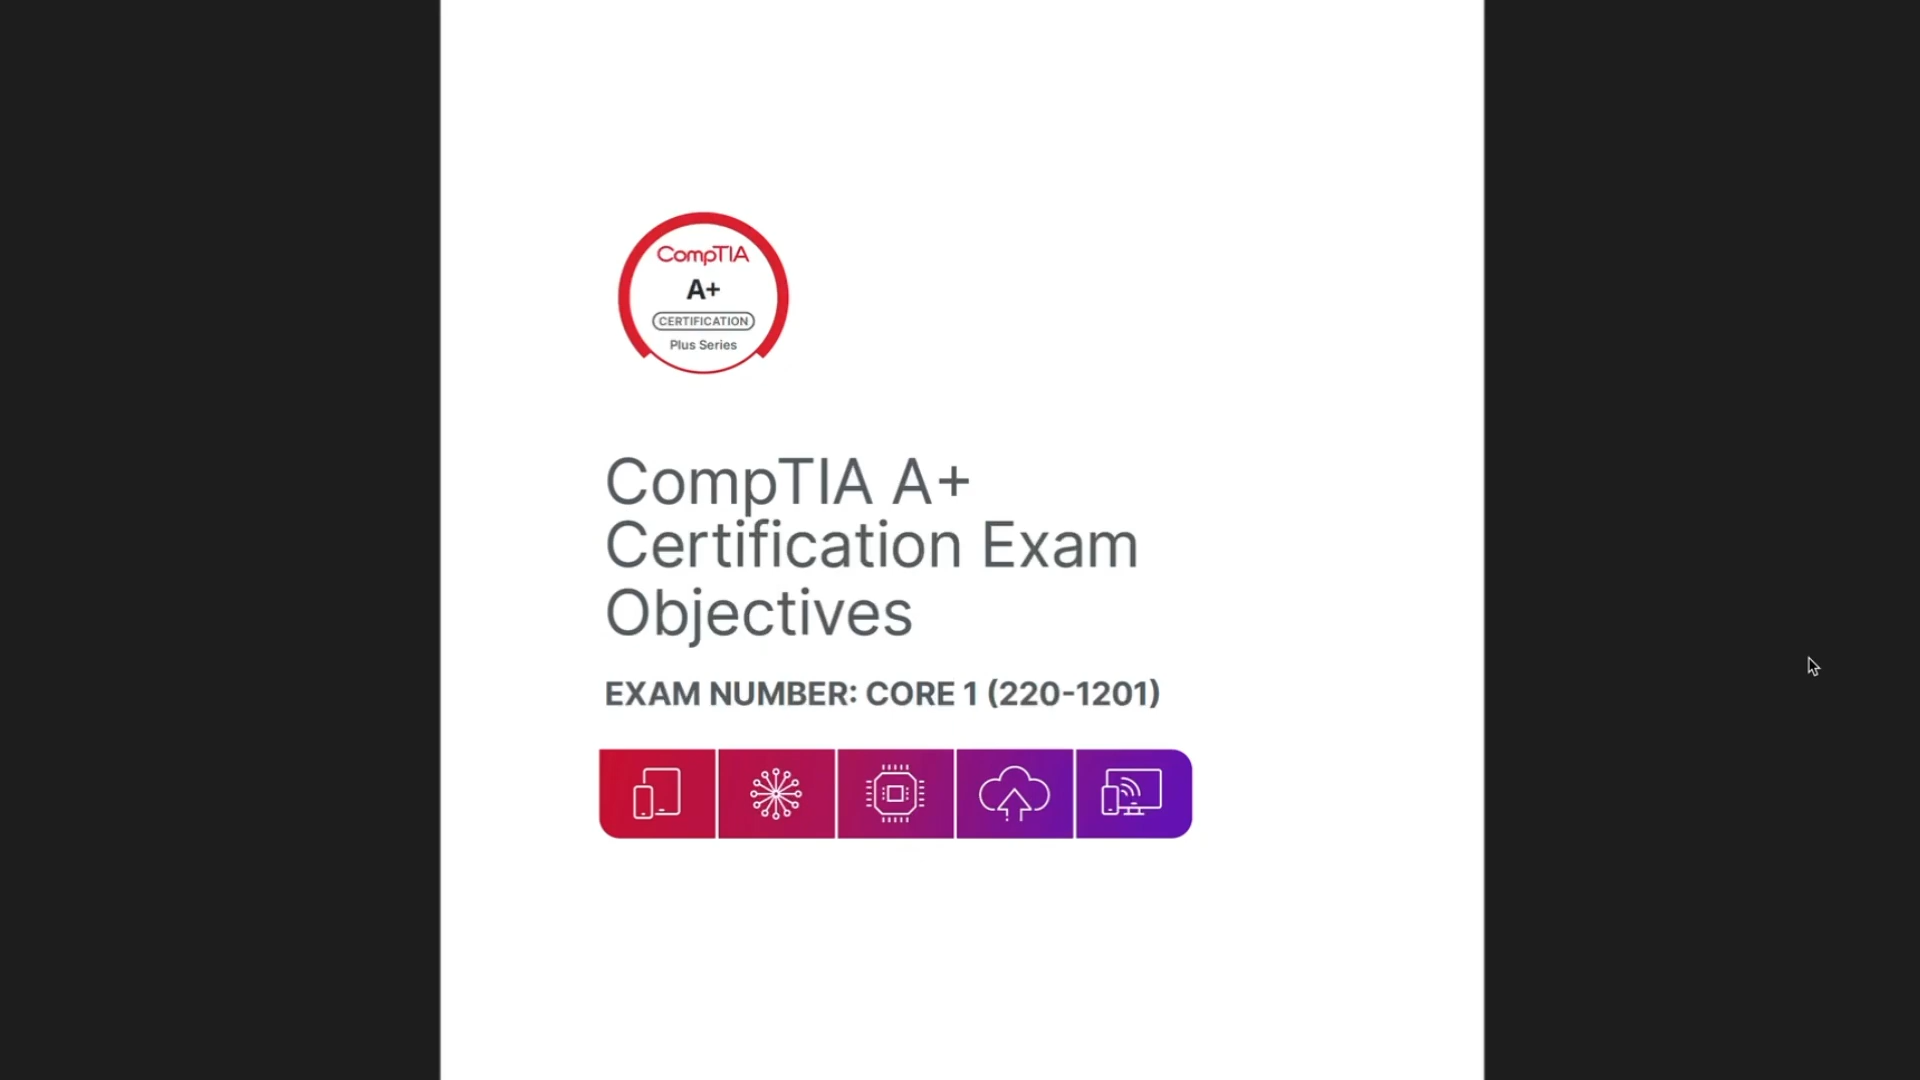 CompTIA
A+
CERTIFICATION
Plus Series
CompTIA A+
Certification Exam
Objectives
EXAM NUMBER: CORE 1 (220-1201)